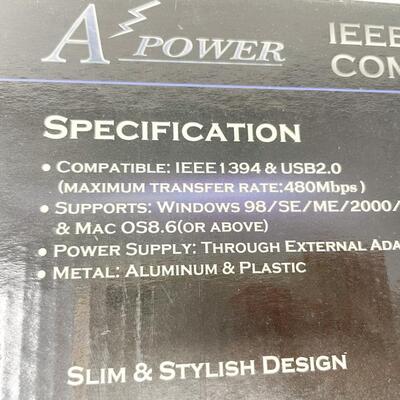 A POWER
IEEE
COM
SPECIFICATION
• COMPATIBLE: IEEE1394 & USB2.0
(MAXIMUM TRANSFER RATE:480Mbps)
• SUPPORTS: WINDOWS 98/SE/ME/2000/
& MAC OS8.6(OR ABOVE)
• POWER SUPPLY: THROUGH EXTERNAL ADA
• METAL: ALUMINUM & PLASTIC
SLIM & STYLISH DESIGN